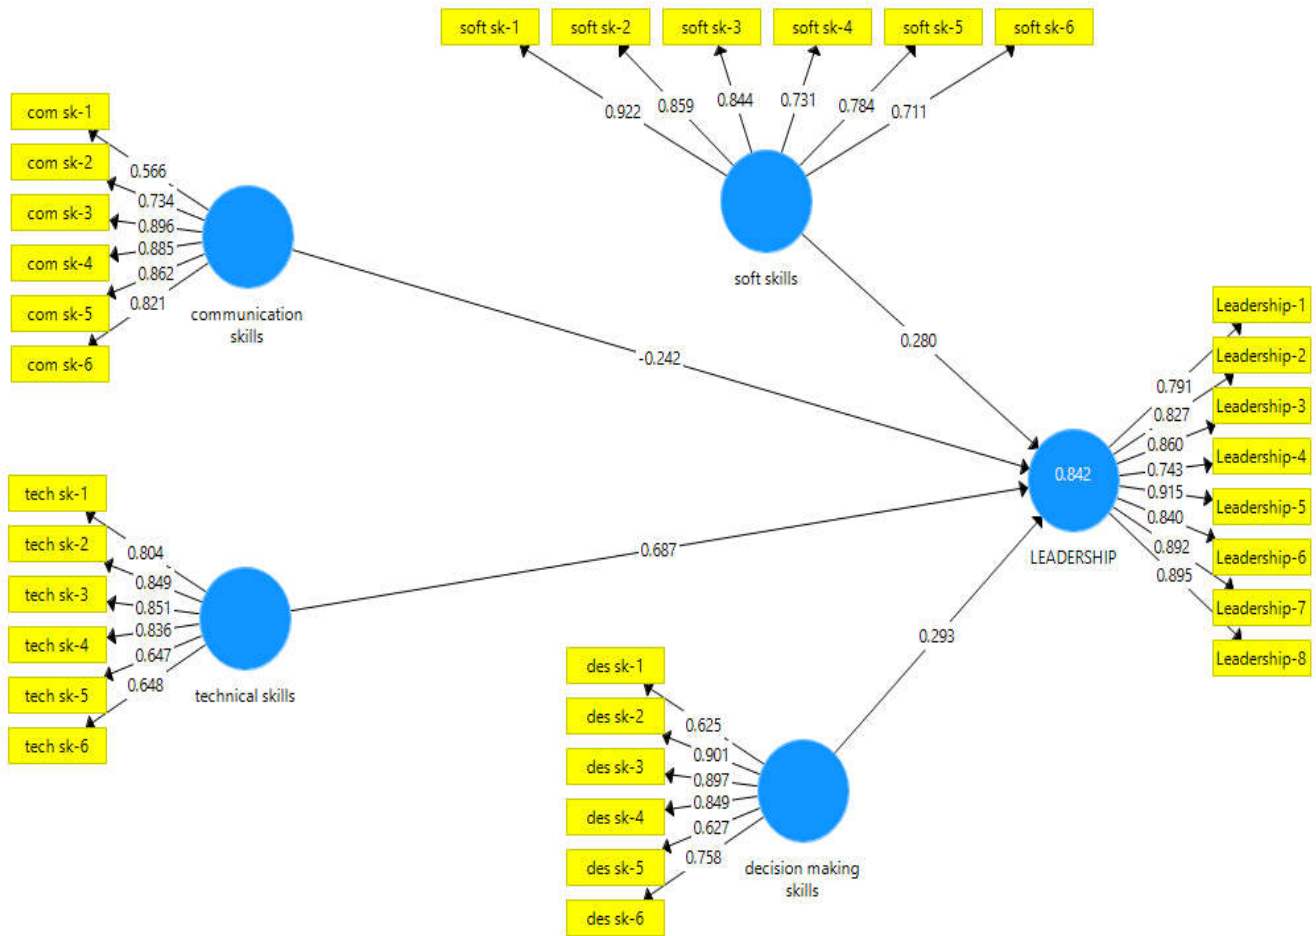 soft sk-1
soft sk-2
soft sk-3
soft sk-4
soft sk-5
soft sk-6
0.922
0.859
0.844
0.731
0.784
0.711
soft skills
com sk-1
com sk-2
com sk-3
com sk-4
com sk-5
com sk-6
0.566
0.734
0.896
0.885
0.862
0.821
communication
skills
-0.242
0.280
tech sk-1
tech sk-2
tech sk-3
tech sk-4
tech sk-5
tech sk-6
0.804
0.849
0.851
0.836
0.647
0.648
technical skills
0.687
0.293
des sk-1
des sk-2
des sk-3
des sk-4
des sk-5
des sk-6
0.625
0.901
0.897
0.849
0.627
0.758
decision making
skills
0.842
LEADERSHIP
0.791
0.827
0.860
0.743
0.915
0.840
0.892
0.895
Leadership-1
Leadership-2
Leadership-3
Leadership-4
Leadership-5
Leadership-6
Leadership-7
Leadership-8